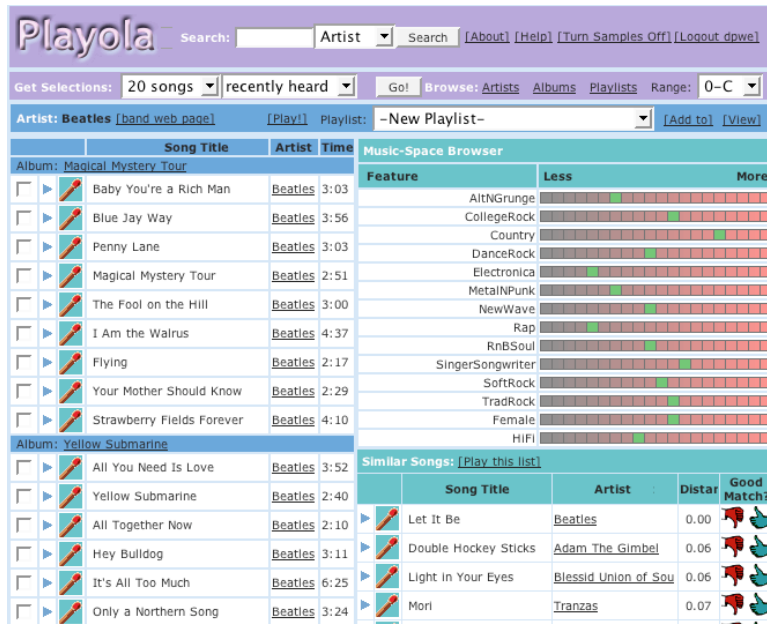 Playola Search: Artist Search [About] [Help] [Turn Samples Off] [Logout dpwe]
Get Selections: 20 songs recently heard Go! Browse: Artists Albums Playlists Range: 0-C
Artist: Beatles [band web page] [Play!] Playlist: -New Playlist- [Add to] [View]
Song Title Artist Time
Album: Magical Mystery Tour
Baby You're a Rich Man Beatles 3:03
Blue Jay Way Beatles 3:56
Penny Lane Beatles 3:03
Magical Mystery Tour Beatles 2:51
The Fool on the Hill Beatles 3:00
I Am the Walrus Beatles 4:37
Flying Beatles 2:17
Your Mother Should Know Beatles 2:29
Strawberry Fields Forever Beatles 4:10
Album: Yellow Submarine
All You Need Is Love Beatles 3:52
Yellow Submarine Beatles 2:40
All Together Now Beatles 2:10
Hey Bulldog Beatles 3:11
It's All Too Much Beatles 6:25
Only a Northern Song Beatles 3:24
Music-Space Browser
Feature Less More
AltNGrunge
CollegeRock
Country
DanceRock
Electronica
MetalNPunk
NewWave
Rap
RnBSoul
SingerSongwriter
SoftRock
TradRock
Female
HiFi
Similar Songs: [Play this list]
Song Title Artist Distar Good Match?
Let It Be Beatles 0.00
Double Hockey Sticks Adam The Gimbel 0.06
Light in Your Eyes Blessid Union of Sou 0.06
Mori Tranzas 0.07